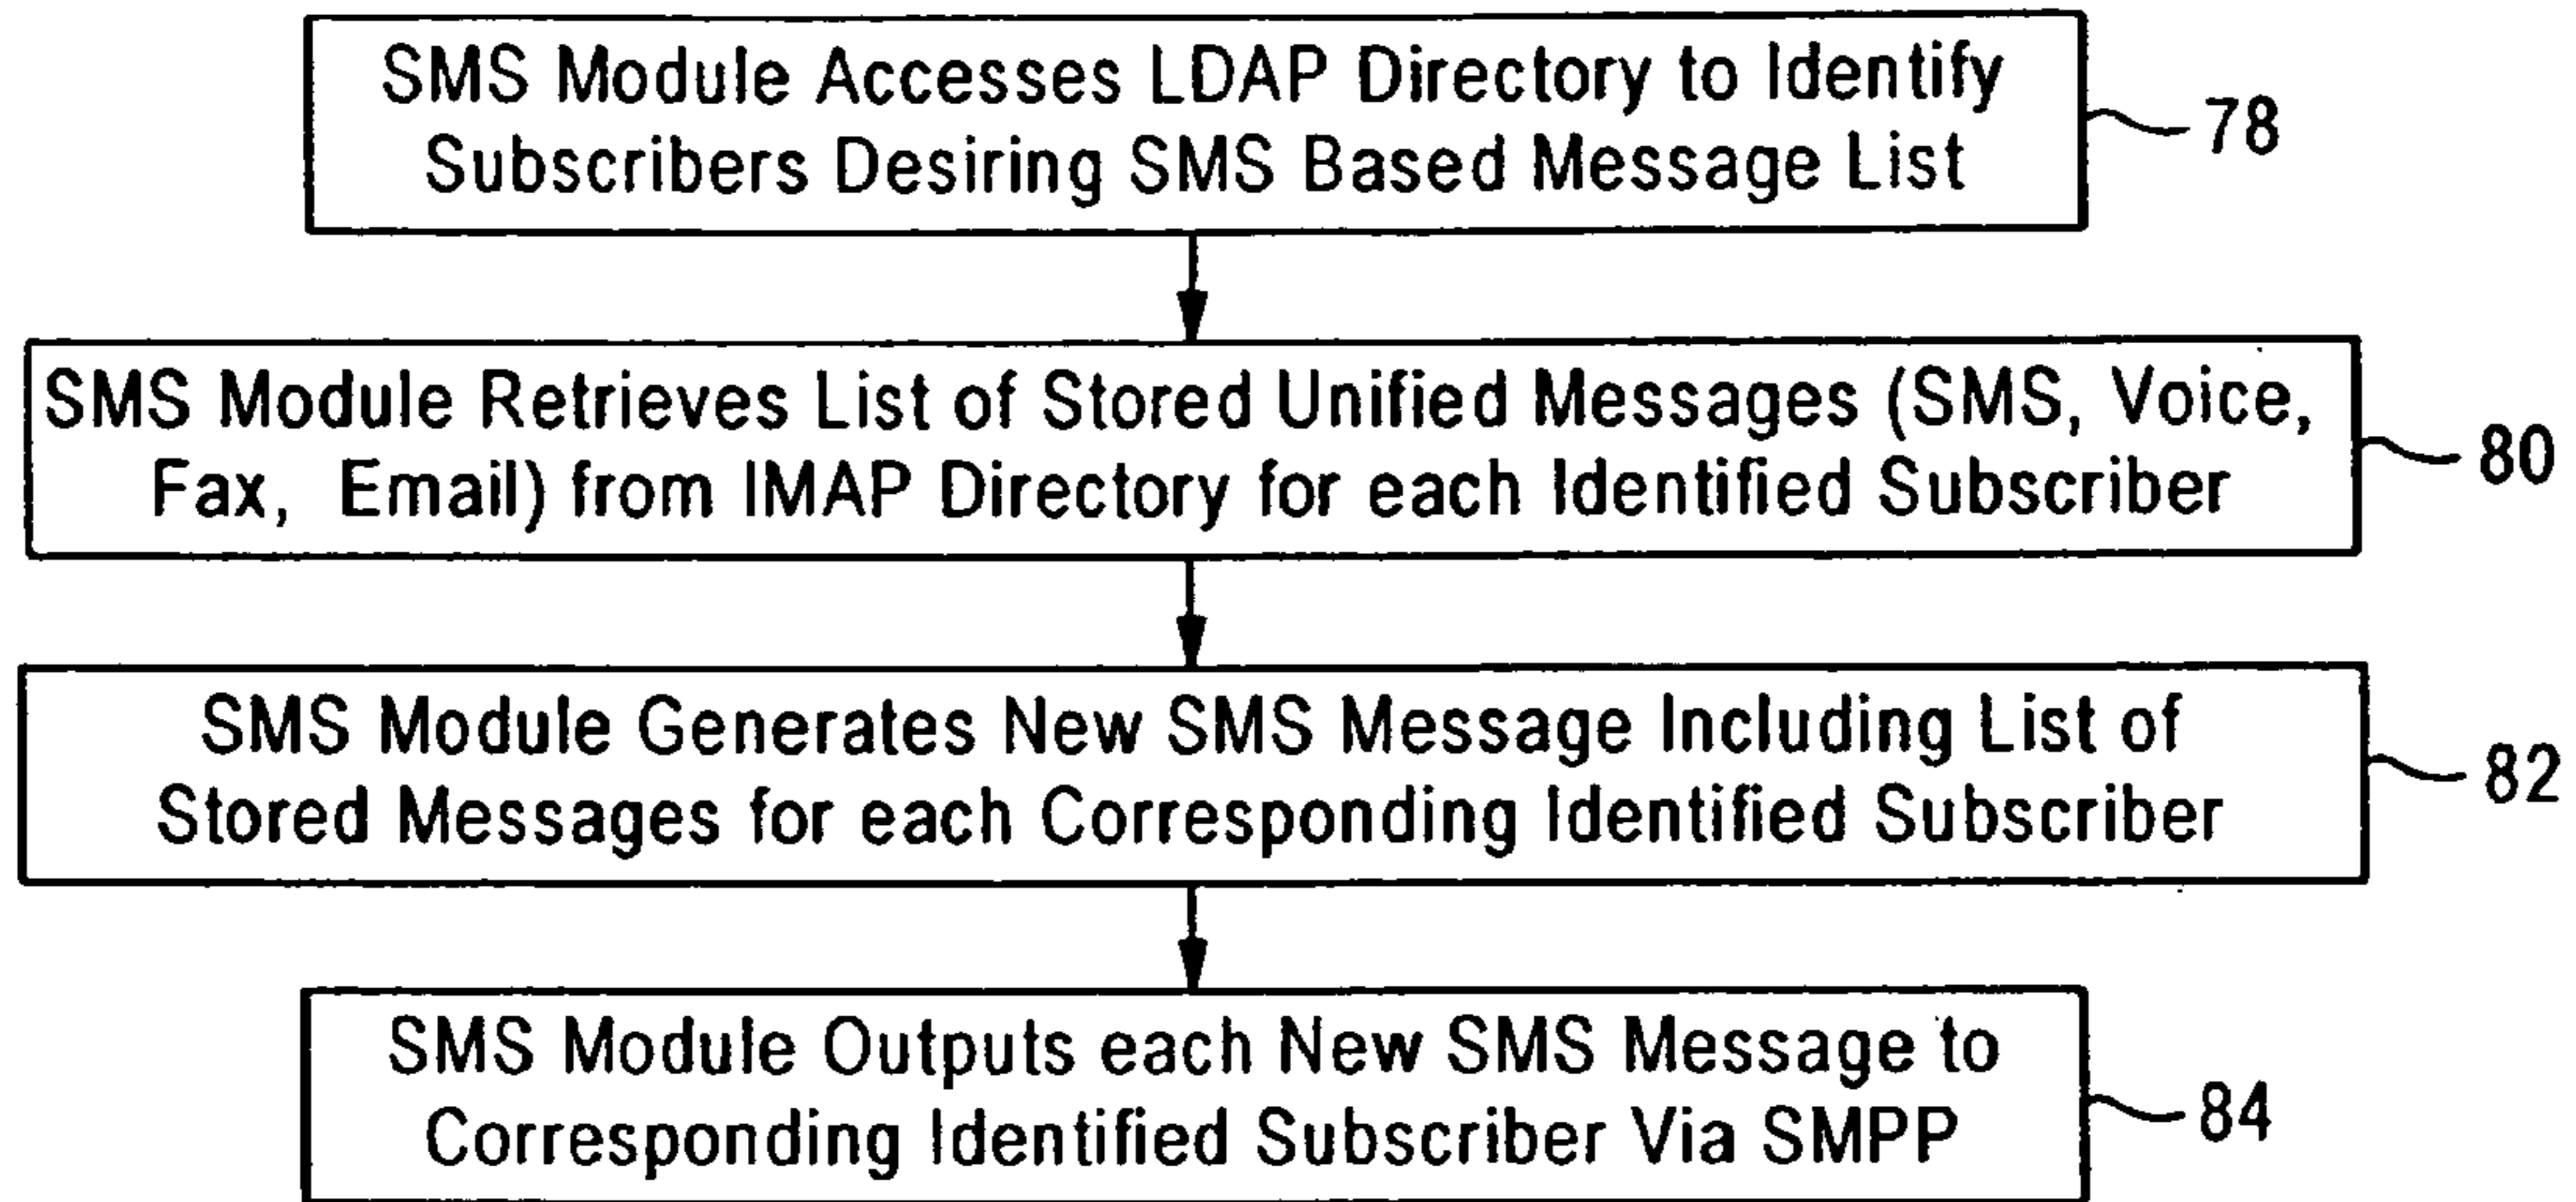 SMS Module Accesses LDAP Directory to Identify
Subscribers Desiring SMS Based Message List
78
SMS Module Retrieves List of Stored Unified Messages (SMS, Voice,
Fax, Email) from IMAP Directory for each Identified Subscriber
80
SMS Module Generates New SMS Message Including List of
Stored Messages for each Corresponding Identified Subscriber
82
SMS Module Outputs each New SMS Message to
Corresponding Identified Subscriber Via SMPP
84